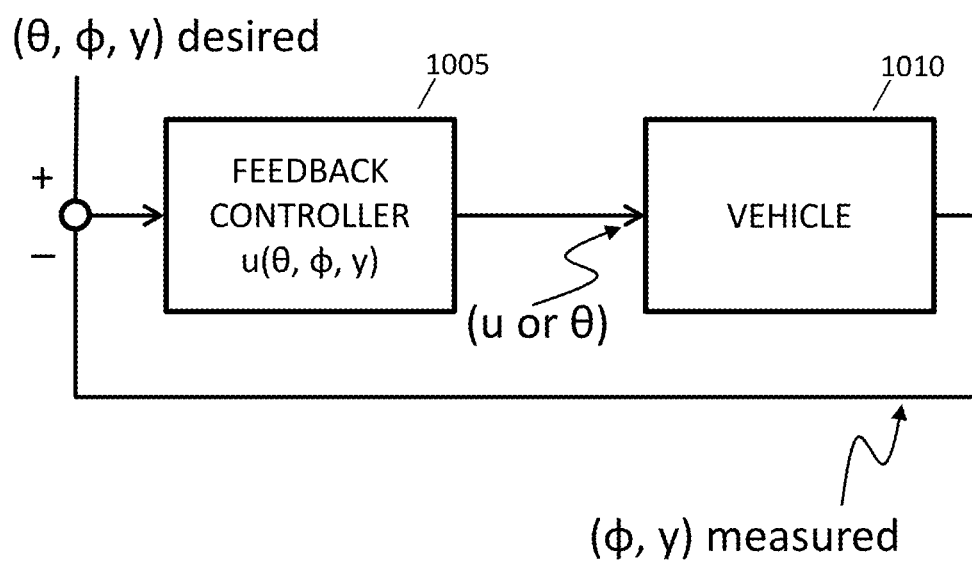 (θ, ϕ, y) desired
1005
1010
+
−
FEEDBACK
CONTROLLER
u(θ, ϕ, y)
VEHICLE
(u or θ)
(ϕ, y) measured